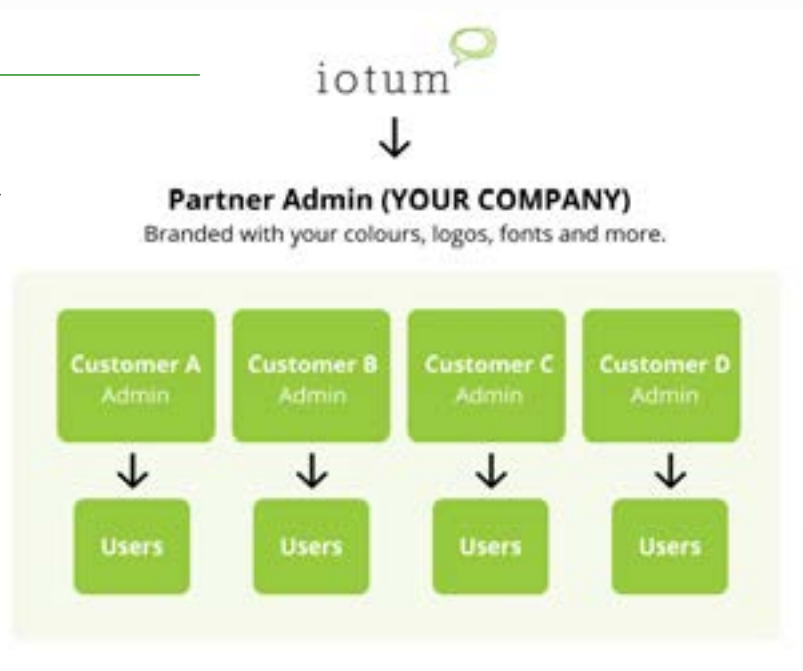 iotum
Partner Admin (YOUR COMPANY)
Branded with your colours, logos, fonts and more.
Customer A
Admin
Customer B
Admin
Customer C
Admin
Customer D
Admin
Users
Users
Users
Users